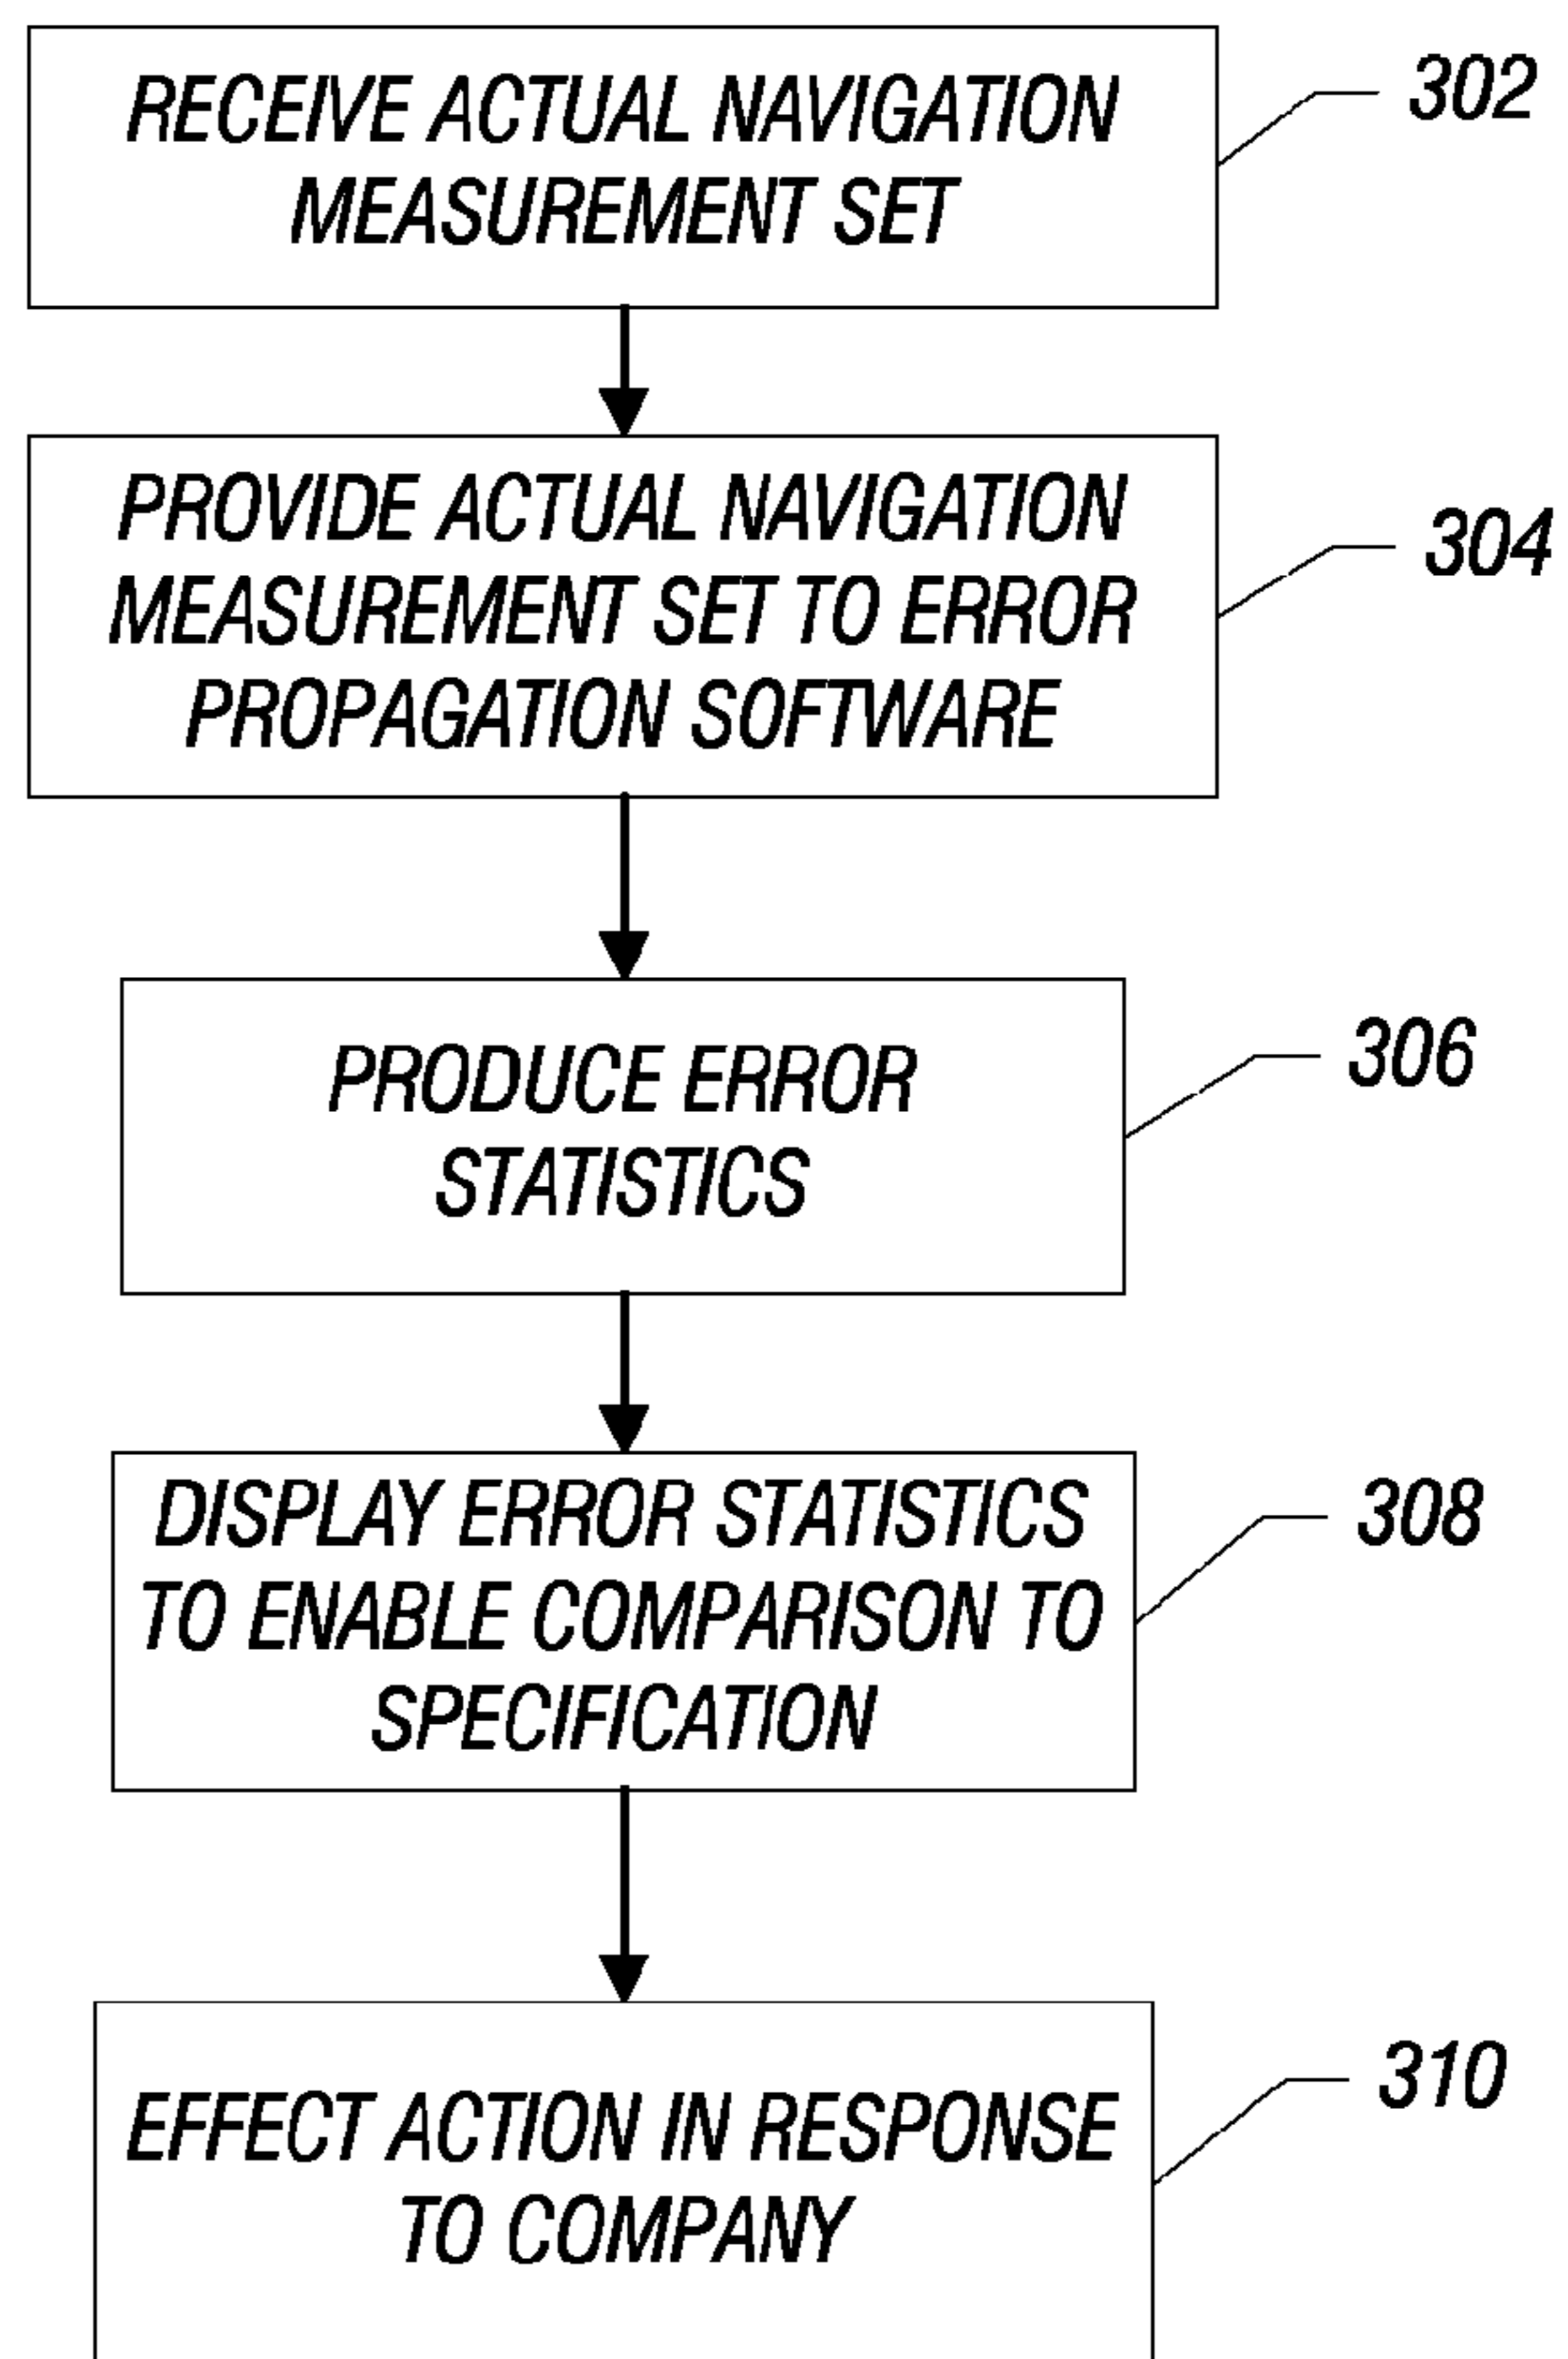 RECEIVE ACTUAL NAVIGATION
MEASUREMENT SET
302
PROVIDE ACTUAL NAVIGATION
MEASUREMENT SET TO ERROR
PROPAGATION SOFTWARE
304
PRODUCE ERROR
STATISTICS
306
DISPLAY ERROR STATISTICS
TO ENABLE COMPARISON TO
SPECIFICATION
308
EFFECT ACTION IN RESPONSE
TO COMPANY
310